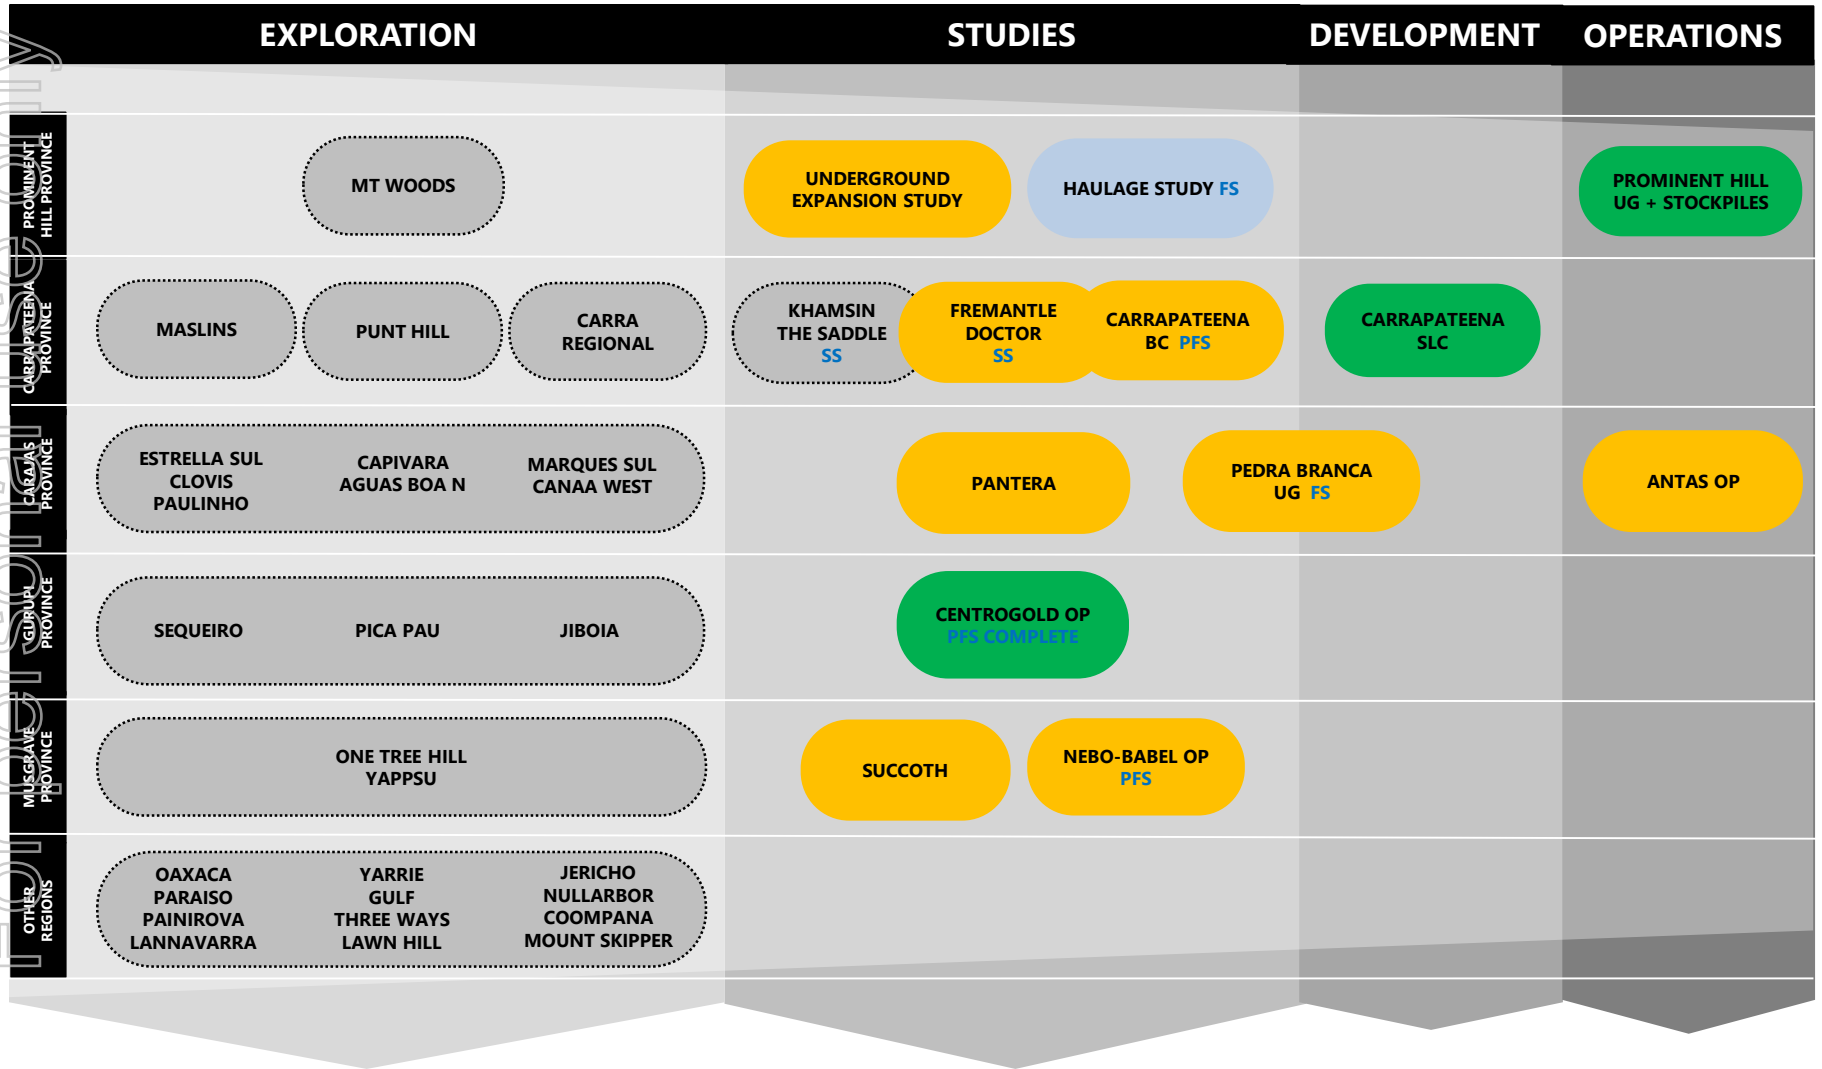 EXPLORATION
STUDIES
DEVELOPMENT
OPERATIONS
For personal use only
PROMINENT
HILL PROVINCE
MT WOODS
UNDERGROUND
EXPANSION STUDY
HAULAGE STUDY FS
PROMINENT HILL
UG + STOCKPILES
CARRAPATEENA
PROVINCE
MASLINS
PUNT HILL
CARRA
REGIONAL
KHAMSIN
THE SADDLE
SS
FREMANTLE
DOCTOR
SS
CARRAPATEENA
BC PFS
CARRAPATEENA
SLC
CARAJAS
PROVINCE
ESTRELLA SUL
CLOVIS
PAULINHO
CAPIVARA
AGUAS BOA N
MARQUES SUL
CANAA WEST
PANTERA
PEDRA BRANCA
UG FS
ANTAS OP
GURUPI
PROVINCE
SEQUEIRO
PICA PAU
JIBOIA
CENTROGOLD OP
PFS COMPLETE
MUSGRAVE
PROVINCE
ONE TREE HILL
YAPPSU
SUCCOTH
NEBO-BABEL OP
PFS
OTHER
REGIONS
OAXACA
PARAISO
PAINIROVA
LANNAVARRA
YARRIE
GULF
THREE WAYS
LAWN HILL
JERICHO
NULLARBOR
COOMPANA
MOUNT SKIPPER